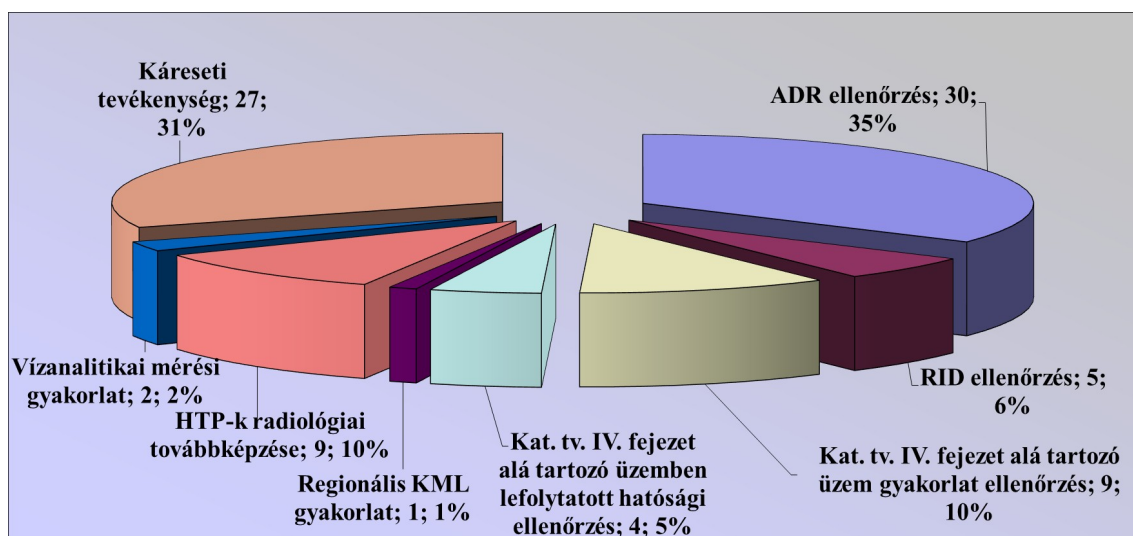 Káreseti
tevékenység; 27;
31%
ADR ellenőrzés; 30;
35%
Vízanalitikai mérési
gyakorlat; 2; 2%
HTP-k radiológiai
továbbképzése; 9; 10%
Regionális KML
gyakorlat; 1; 1%
Kat. tv. IV. fejezet
alá tartozó üzemben
lefolytatott hatósági
ellenőrzés; 4; 5%
Kat. tv. IV. fejezet alá tartozó
üzem gyakorlat ellenőrzés; 9;
10%
RID ellenőrzés; 5;
6%